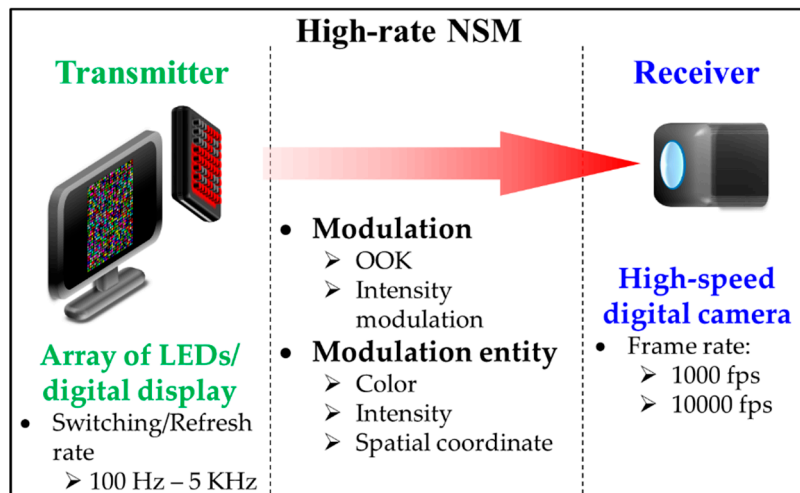 High-rate NSM
Transmitter
Array of LEDs/
digital display
• Switching/Refresh
rate
➢ 100 Hz – 5 KHz
• Modulation
➢ OOK
➢ Intensity
modulation
• Modulation entity
➢ Color
➢ Intensity
➢ Spatial coordinate
Receiver
High-speed
digital camera
• Frame rate:
➢ 1000 fps
➢ 10000 fps